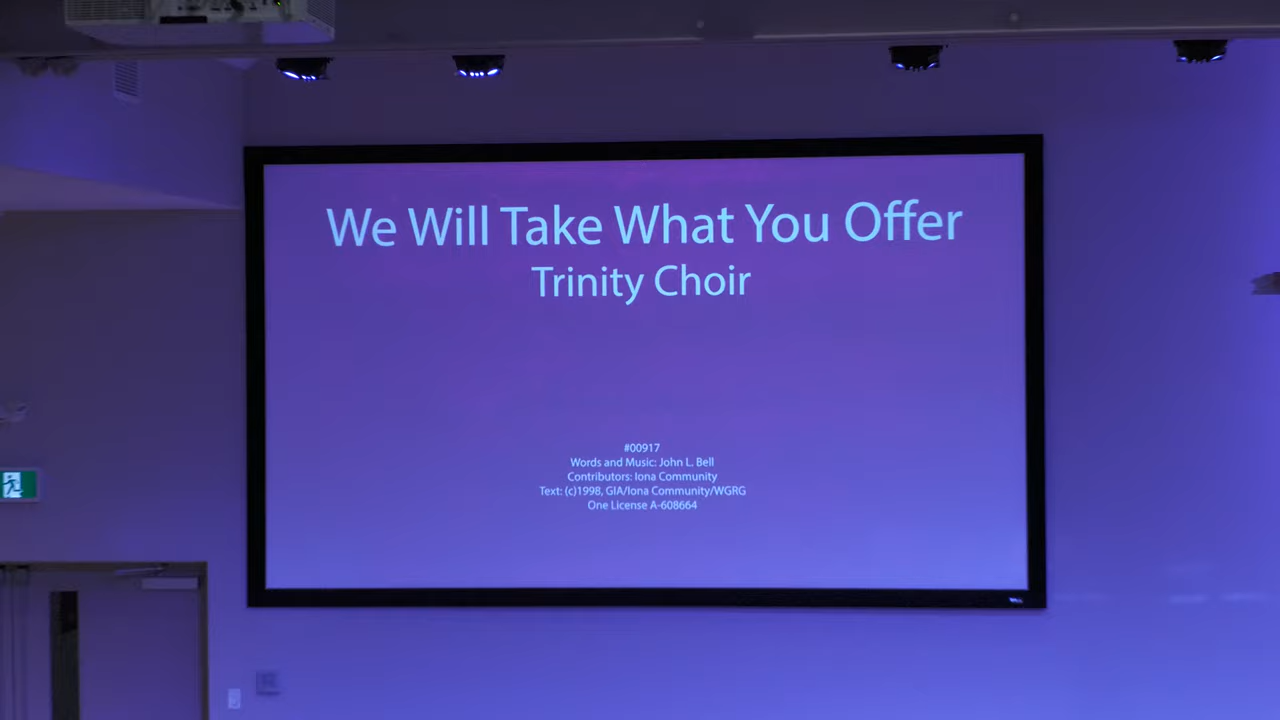 We Will Take What You Offer
Trinity Choir
#00917
Words and Music: John L. Bell
Contributors: Iona Community
Text: (c)1998, GIA/Iona Community/WGRG
One License A-608664